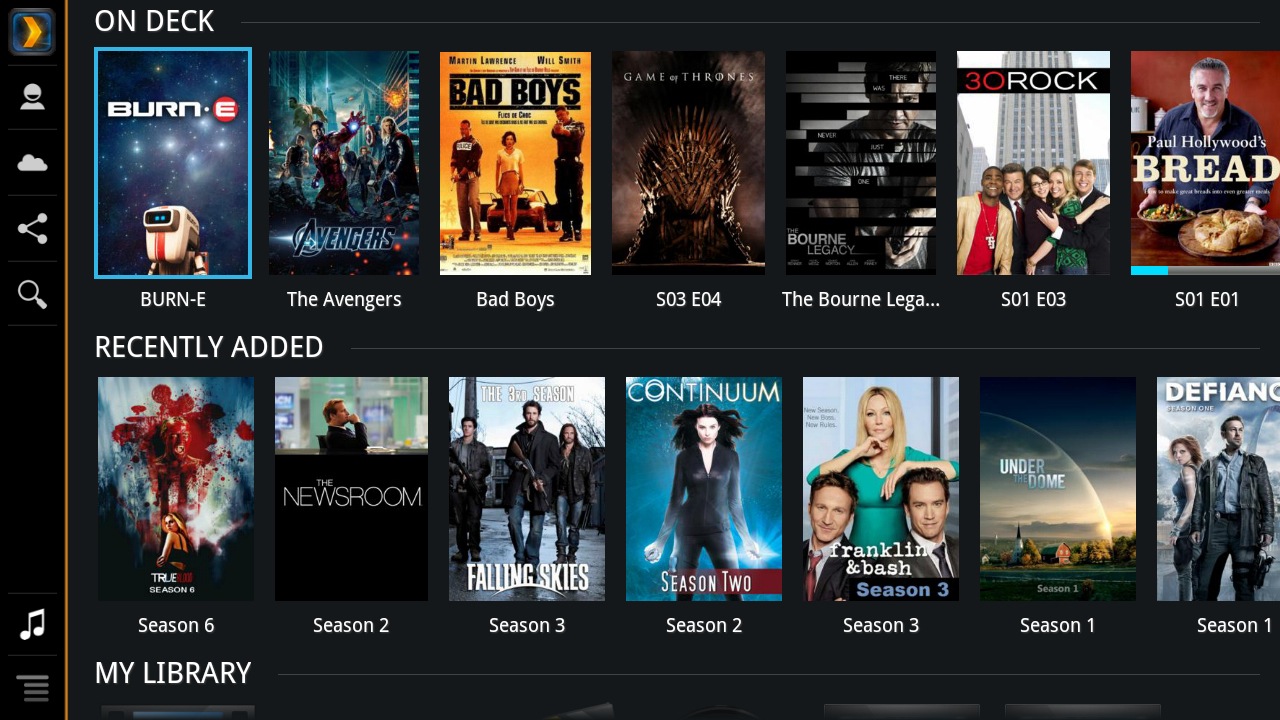 ON DECK
BURN·E
AVENGERS
MARTIN LAWRENCE WILL SMITH
BAD BOYS
FLICS DE CHOC
POLICE
GAME of THRONES
THERE
WAS
NEVER
JUST
ONE
THE
BOURNE
LEGACY
30ROCK
Paul Hollywood's
BREAD
How to make great breads into even greater meals
BURN-E
The Avengers
Bad Boys
S03 E04
The Bourne Lega...
S01 E03
S01 E01
RECENTLY ADDED
TRUE BLOOD
SEASON 6
THE
NEWSROOM
THE 3RD SEASON
FALLING SKIES
CONTINUUM
SEASON TWO
New Season.
New Boss.
New Rules.
franklin
&bash
Season 3
UNDER
THE DOME
Season 1
DEFIANC
SEASON ONE
Season 6
Season 2
Season 3
Season 2
Season 3
Season 1
Season 1
MY LIBRARY